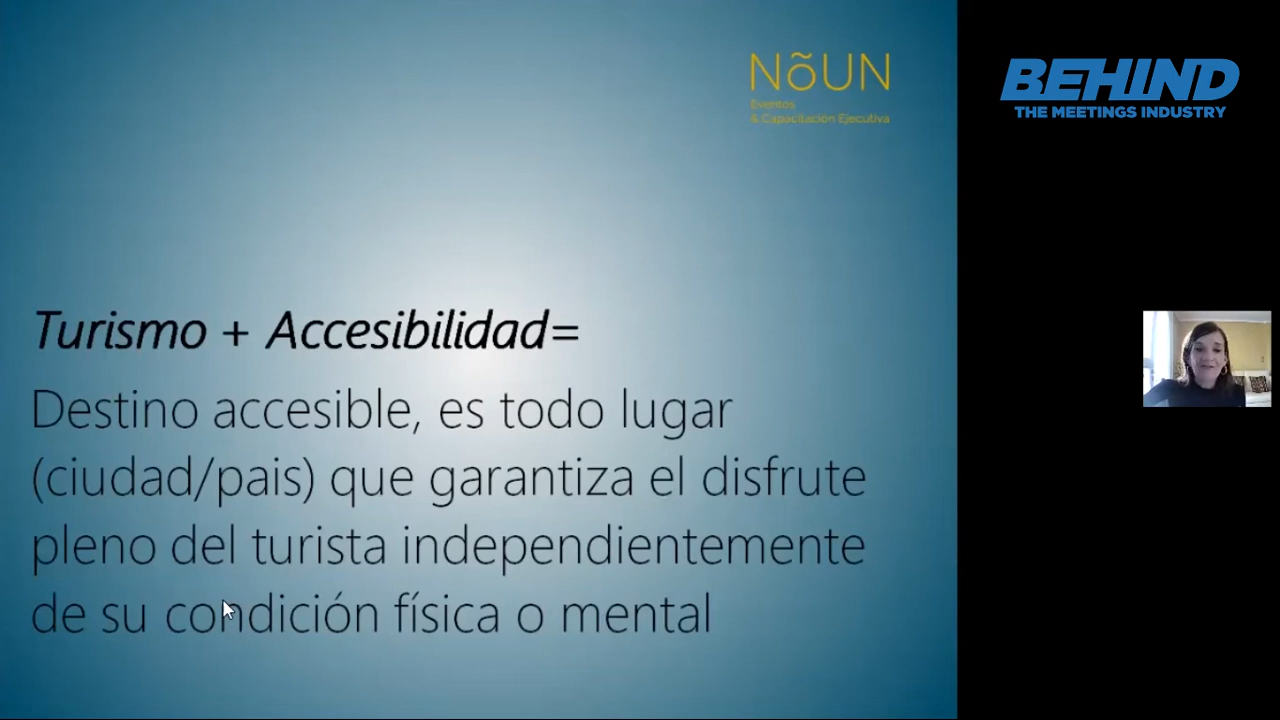 NõUN
Eventos
& Capacitación Ejecutiva
BEHIND
THE MEETINGS INDUSTRY
Turismo + Accesibilidad=
Destino accesible, es todo lugar
(ciudad/pais) que garantiza el disfrute
pleno del turista independientemente
de su condición física o mental